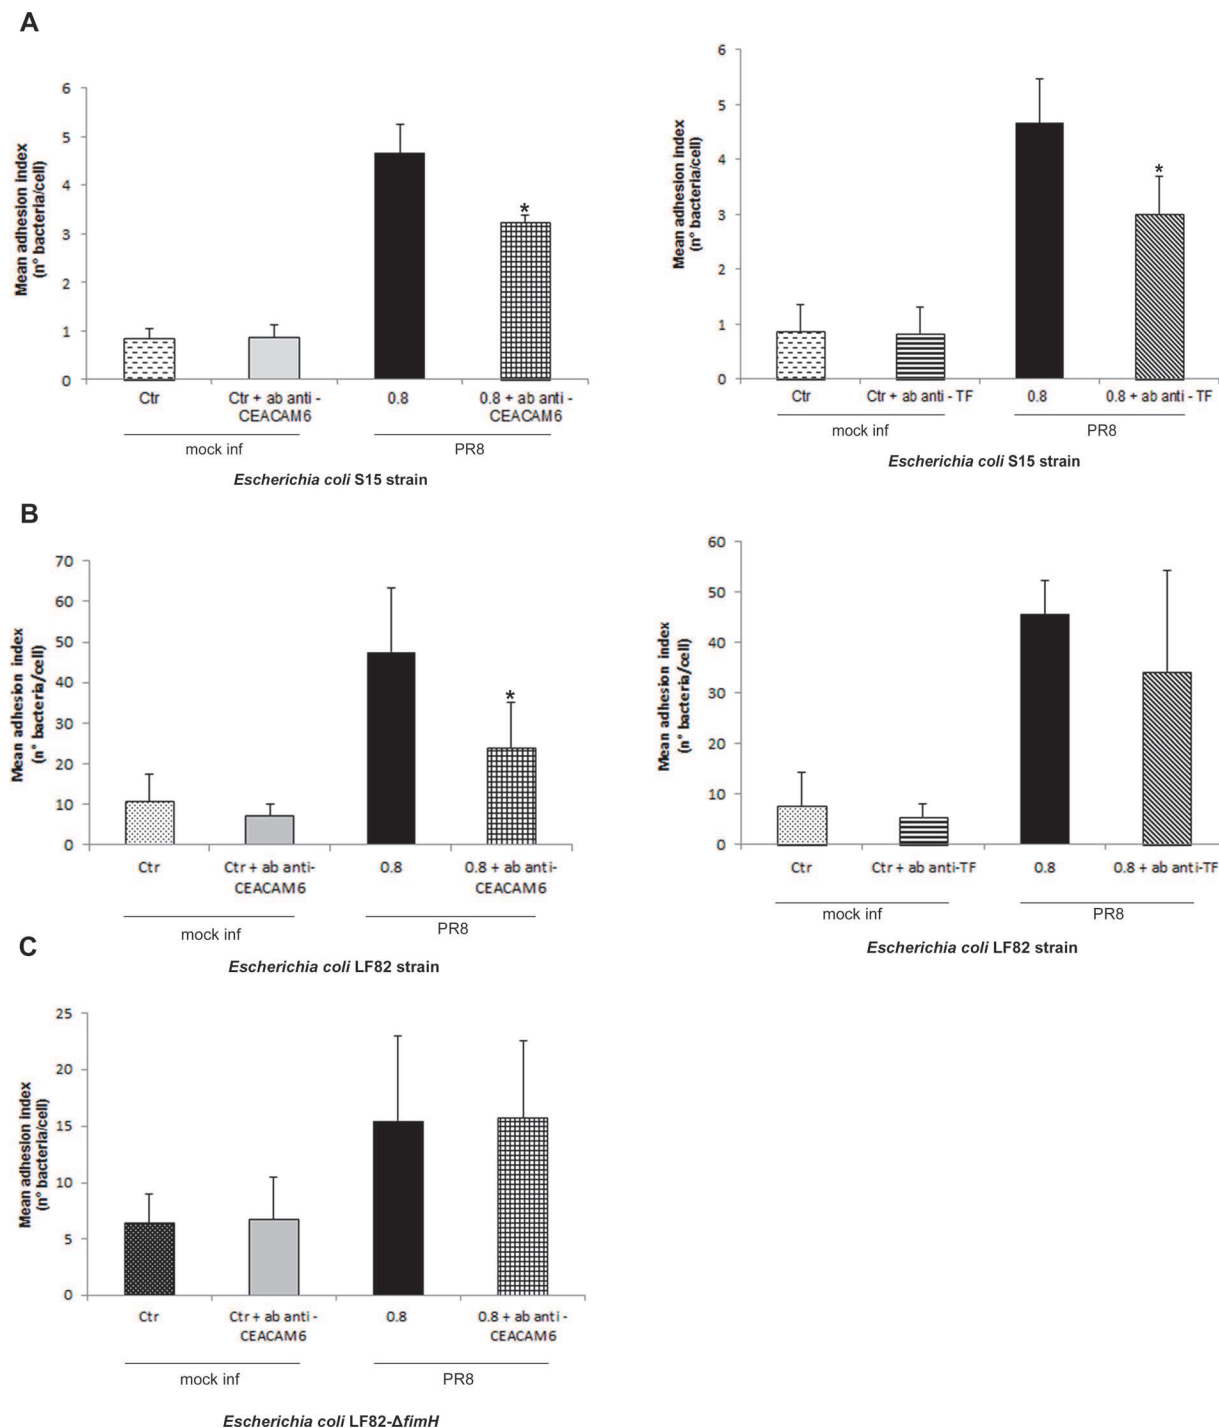 A
Mean adhesion index
(n° bacteria/cell)
6
5
4
3
2
1
0
*
Ctr
Ctr + ab anti -
CEACAM6
0.8
0.8 + ab anti -
CEACAM6
mock inf
PR8
Escherichia coli S15 strain
Mean adhesion index
(n° bacteria/cell)
6
5
4
3
2
1
0
*
Ctr
Ctr + ab anti - TF
0.8
0.8 + ab anti - TF
mock inf
PR8
Escherichia coli S15 strain
B
Mean adhesion index
(n° bacteria/cell)
70
60
50
40
30
20
10
0
*
Ctr
Ctr + ab anti-
CEACAM6
0.8
0.8 + ab anti-
CEACAM6
mock inf
PR8
Escherichia coli LF82 strain
Mean adhesion index
(n° bacteria/cell)
60
50
40
30
20
10
0
Ctr
Ctr + ab anti-TF
0.8
0.8 + ab anti-TF
mock inf
PR8
Escherichia coli LF82 strain
C
Mean adhesion index
(n° bacteria/cell)
25
20
15
10
5
0
Ctr
Ctr + ab anti -
CEACAM6
0.8
0.8 + ab anti -
CEACAM6
mock inf
PR8
Escherichia coli LF82-ΔfimH